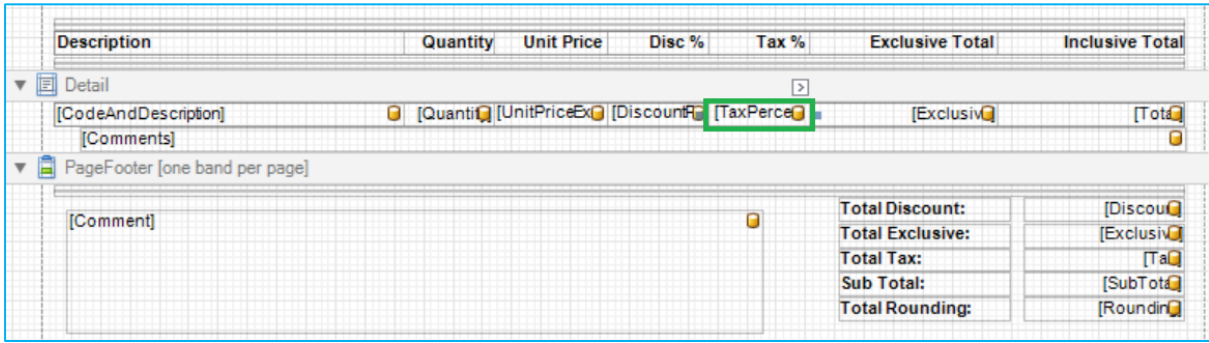 Description Quantity Unit Price Disc % Tax % Exclusive Total Inclusive Total
Detail
[CodeAndDescription] [Quantit [UnitPriceEx [DiscountP [TaxPerce [Exclusiv [Tota
[Comments]
PageFooter [one band per page]
[Comment]
Total Discount: [Discou
Total Exclusive: [Exclusiv
Total Tax: [Ta
Sub Total: [SubTota
Total Rounding: [Roundin